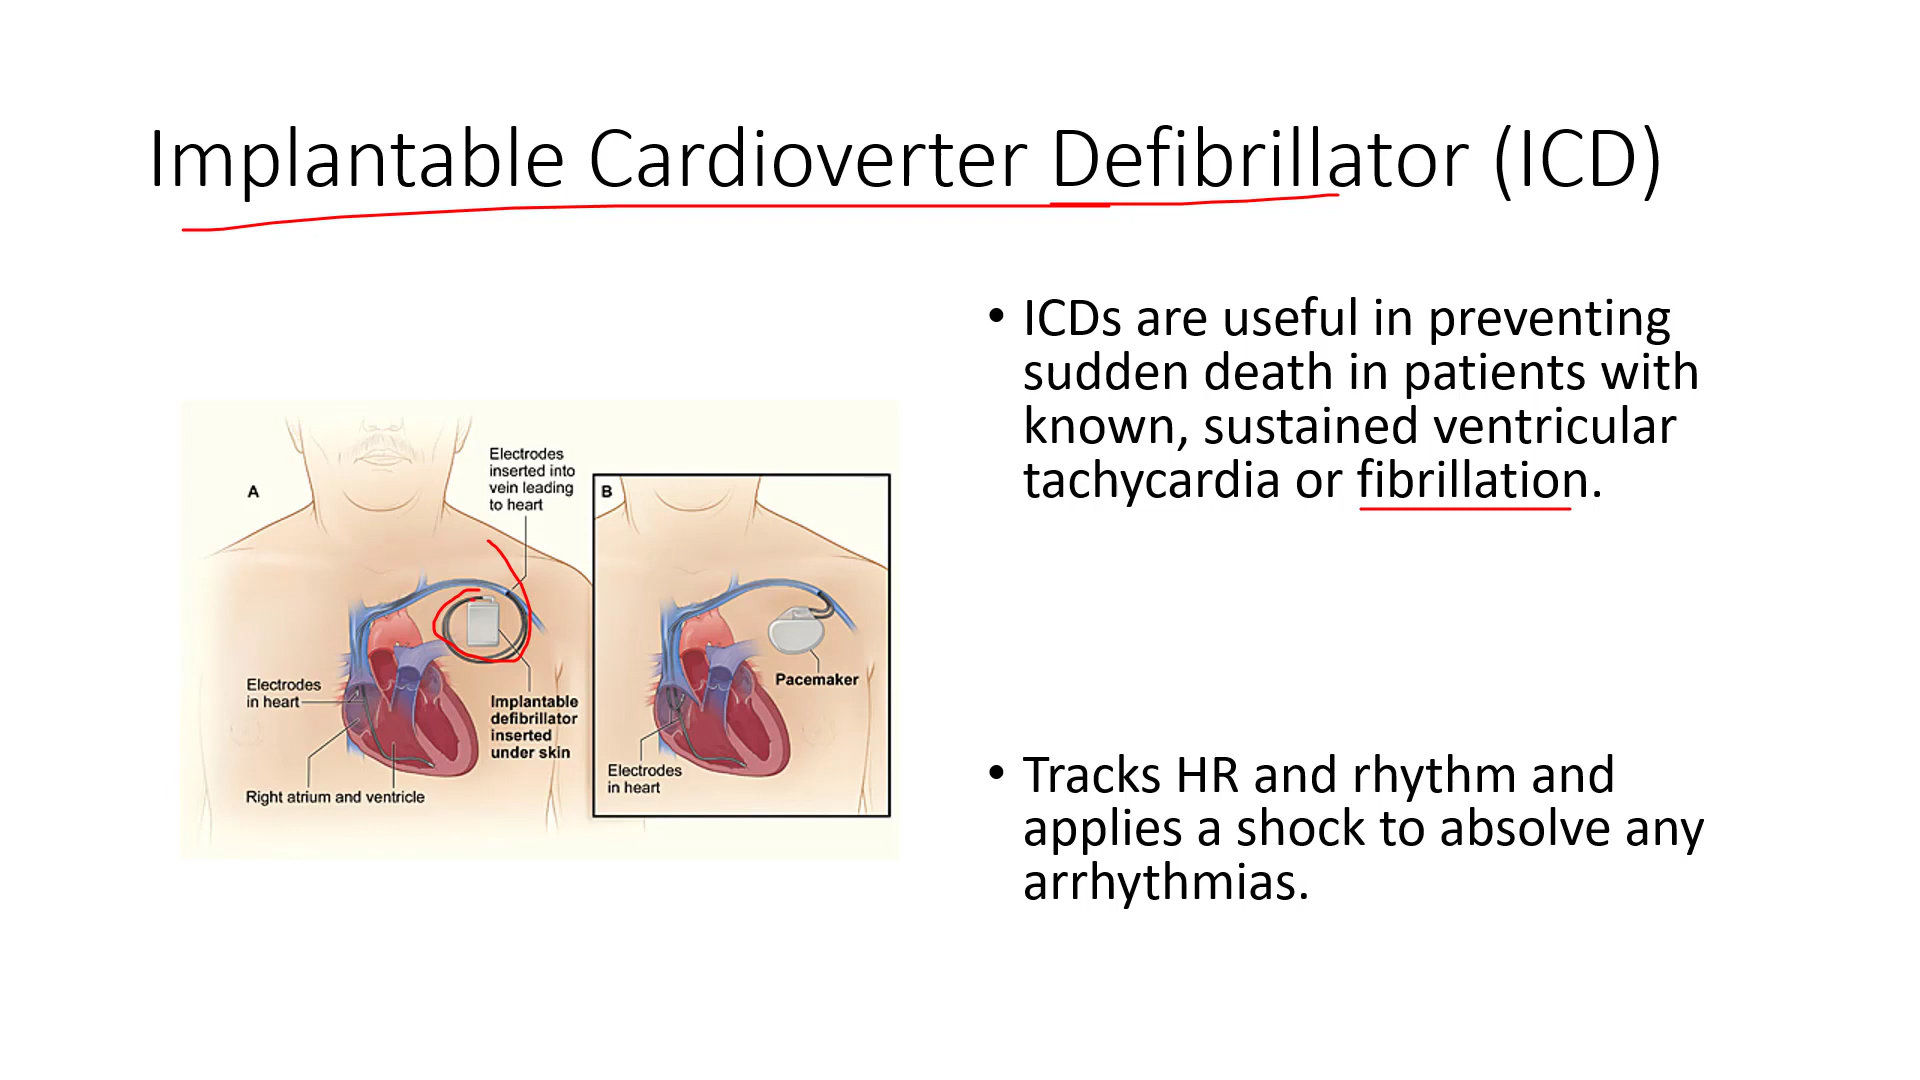 Implantable Cardioverter Defibrillator (ICD)
• ICDs are useful in preventing
sudden death in patients with
known, sustained ventricular
tachycardia or fibrillation.
• Tracks HR and rhythm and
applies a shock to absolve any
arrhythmias.
A
Electrodes
inserted into
vein leading
to heart
Electrodes
in heart
Implantable
defibrillator
inserted
under skin
Right atrium and ventricle
B
Pacemaker
Electrodes
in heart